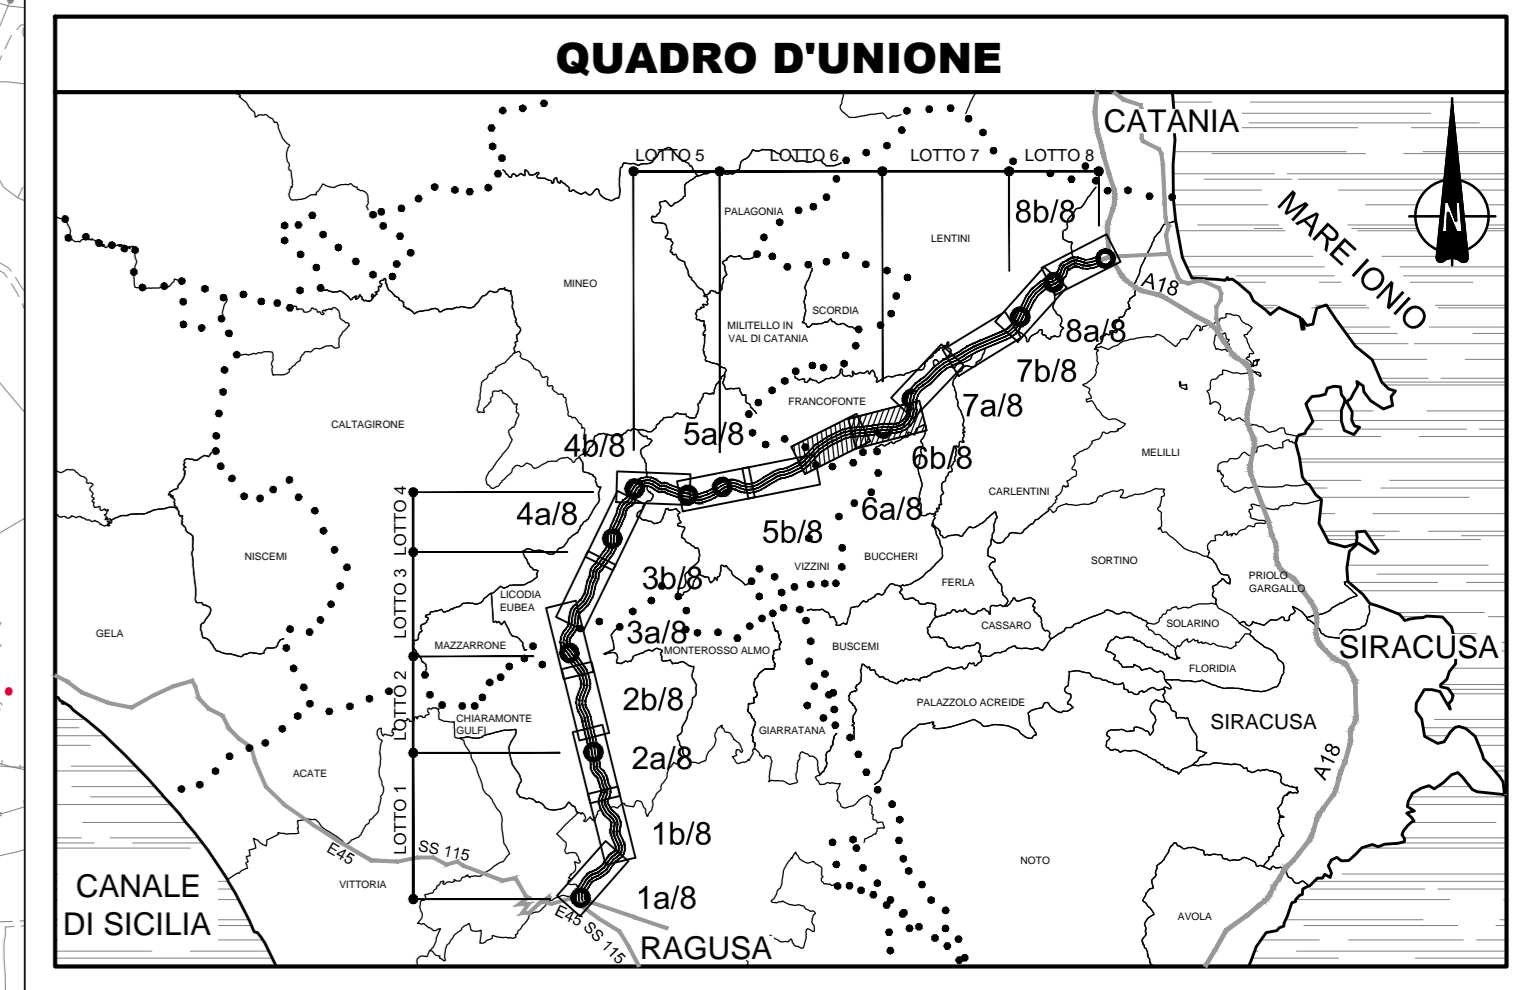 QUADRO D'UNIONE
CATANIA
LOTTO 5
LOTTO 6
LOTTO 7
LOTTO 8
N
MARE IONIO
PALAGONIA
8b/8
LENTINI
MINEO
A18
SCORDIA
MILITELLO IN
VAL DI CATANIA
8a/8
7b/8
FRANCOFONTE
7a/8
CALTAGIRONE
5a/8
4b/8
6b/8
MELILLI
CARLENTINI
4a/8
6a/8
LOTTO 4
5b/8
NISCEMI
BUCCHERI
VIZZINI
SORTINO
FERLA
3b/8
PRIOLO
GARGALLO
LICODIA
EUBEA
LOTTO 3
GELA
3a/8
CASSARO
SOLARINO
MAZZARRONE
MONTEROSSO ALMO
BUSCEMI
SIRACUSA
FLORIDIA
2b/8
LOTTO 2
PALAZZOLO ACREIDE
CHIARAMONTE
GULFI
GIARRATANA
SIRACUSA
2a/8
ACATE
A18
LOTTO 1
1b/8
E45
SS 115
NOTO
VITTORIA
CANALE
DI SICILIA
1a/8
E45 SS 115
AVOLA
RAGUSA